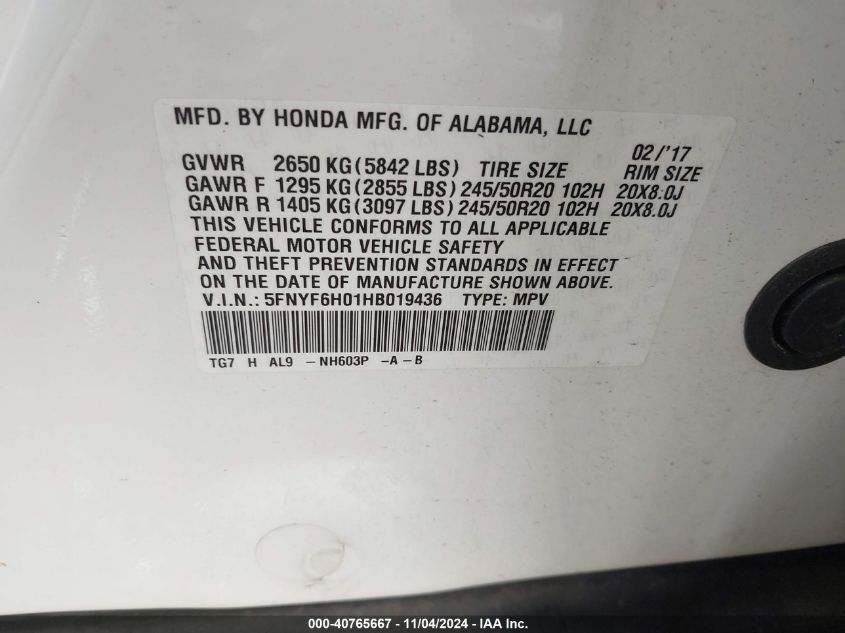 MFD. BY HONDA MFG. OF ALABAMA, LLC
02/'17
GVWR 2650 KG(5842 LBS) TIRE SIZE RIM SIZE
GAWR F 1295 KG(2855 LBS) 245/50R20 102H 20X8.0J
GAWR R 1405 KG(3097 LBS) 245/50R20 102H 20X8.0J
THIS VEHICLE CONFORMS TO ALL APPLICABLE
FEDERAL MOTOR VEHICLE SAFETY
AND THEFT PREVENTION STANDARDS IN EFFECT
ON THE DATE OF MANUFACTURE SHOWN ABOVE.
V.I.N.: 5FNYF6H01HB019436 TYPE: MPV
TG7 H AL9 -NH603P -A-B
000-40765667 - 11/04/2024 - IAA Inc.